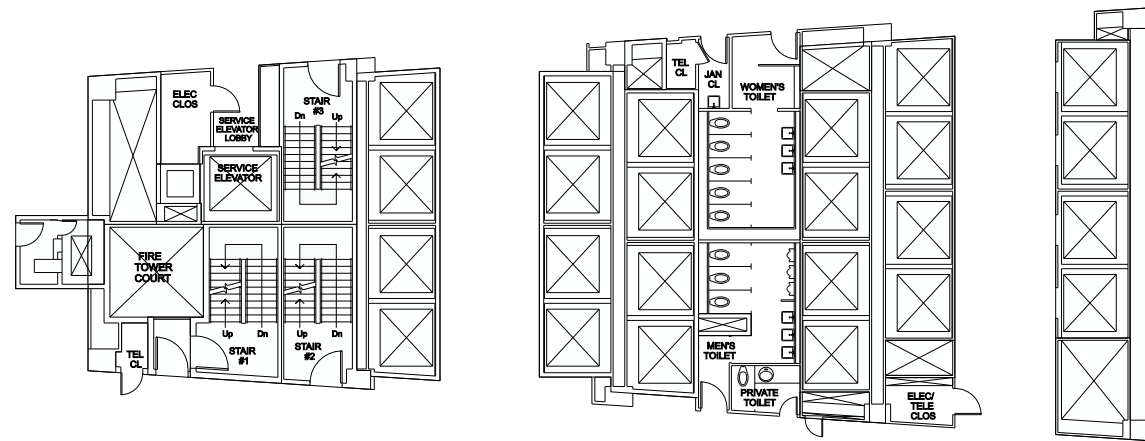 ELEC
CLOS
SERVICE
ELEVATOR
LOBBY
STAIR
#3
Dn
Up
SERVICE
ELEVATOR
FIRE
TOWER
COURT
Up
Dn
Up
Dn
STAIR
#1
STAIR
#2
TEL
CL
TEL
CL
JAN
CL
WOMEN'S
TOILET
MEN'S
TOILET
PRIVATE
TOILET
ELEC/
TELE
CLOS